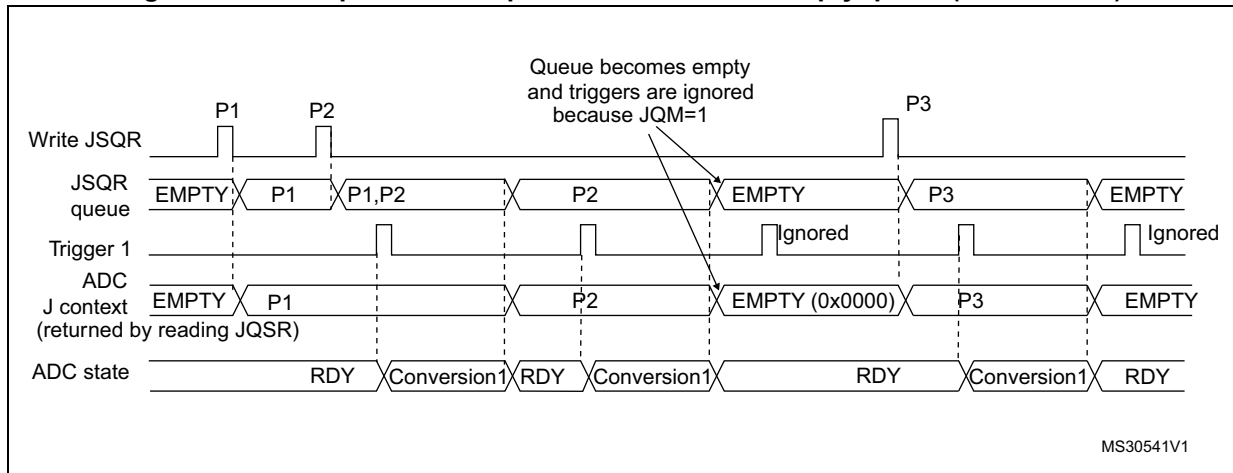 Queue becomes empty
and triggers are ignored
because JQM=1
P1
P2
P3
Write JSQR
JSQR
queue
EMPTY
P1
P1,P2
P2
EMPTY
P3
EMPTY
Trigger 1
Ignored
Ignored
ADC
J context
(returned by reading JQSR)
EMPTY
P1
P2
EMPTY (0x0000)
P3
EMPTY
ADC state
RDY
Conversion1
RDY
Conversion1
RDY
Conversion1
RDY
MS30541V1